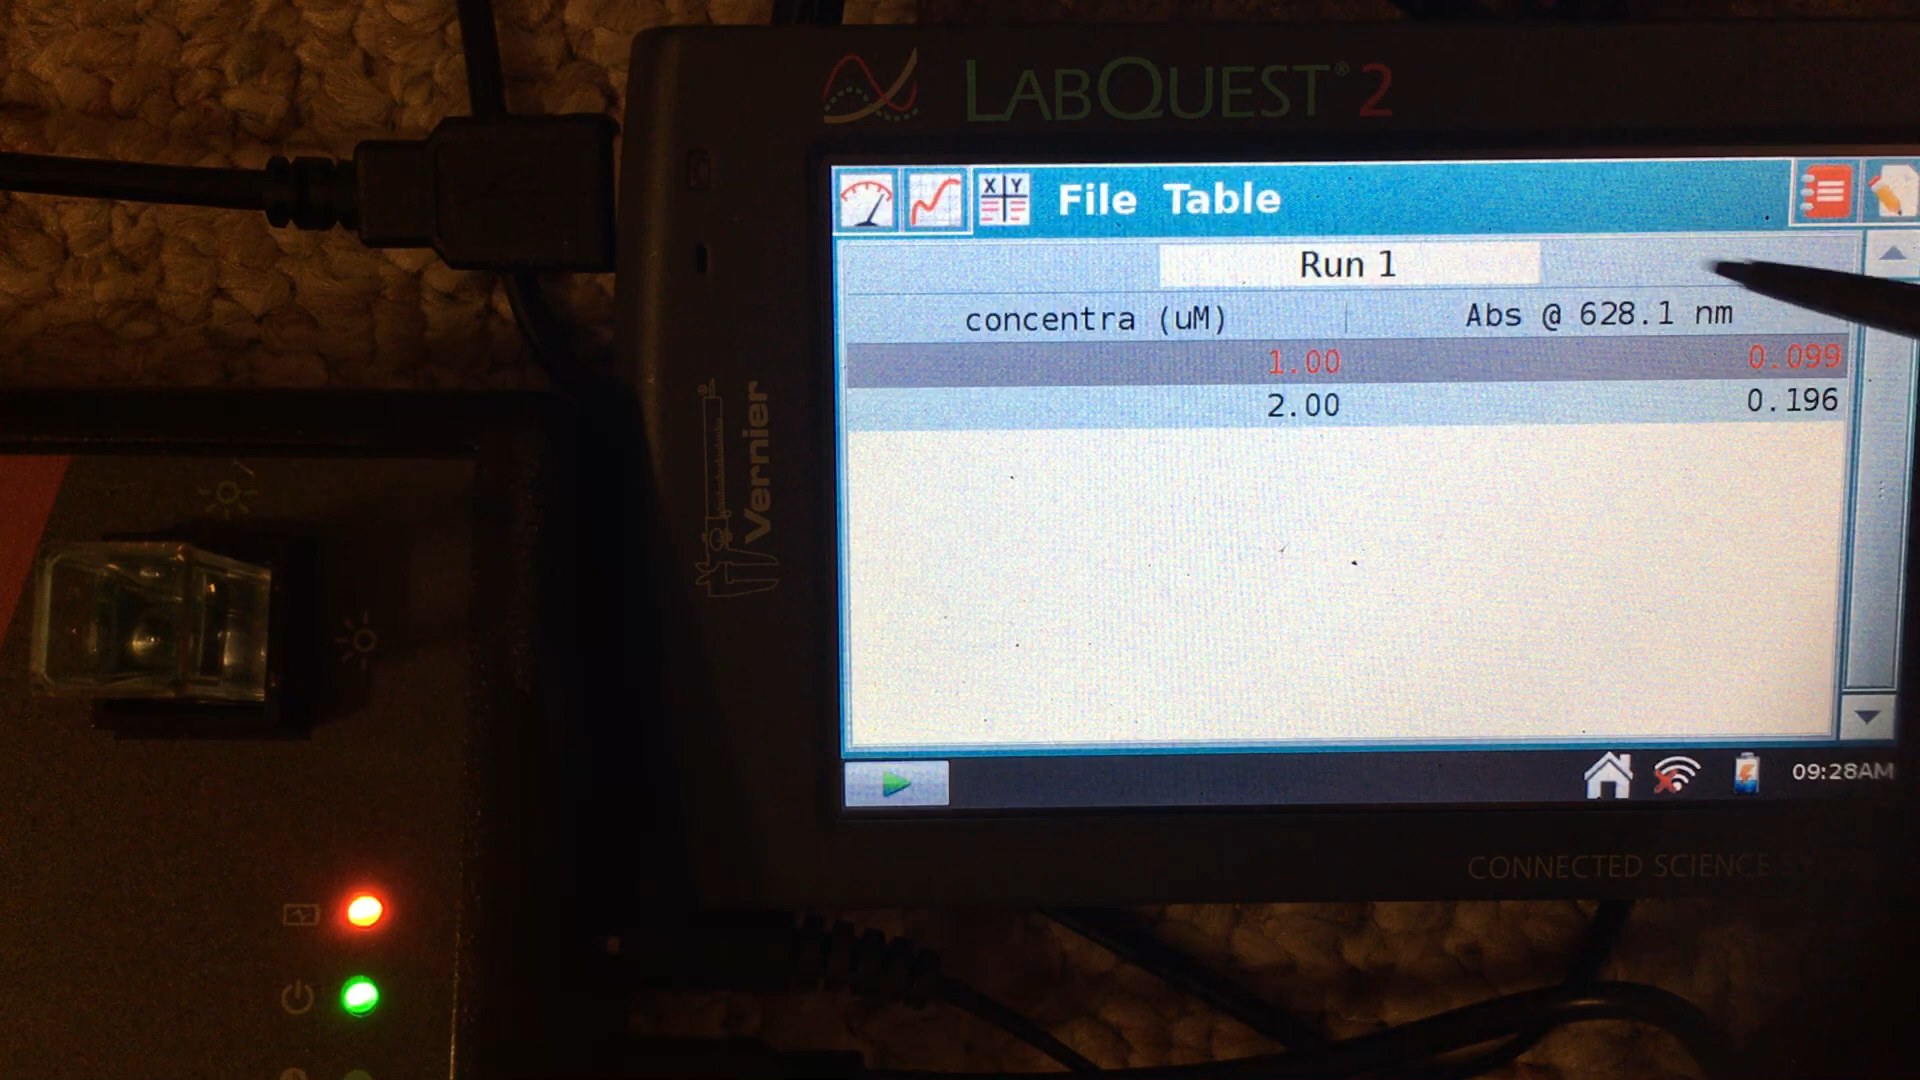 LABQUEST® 2
File Table
Run 1
concentra (uM) Abs @ 628.1 nm
1.00 0.099
2.00 0.196
09:28AM
Vernier
CONNECTED SCIENCE